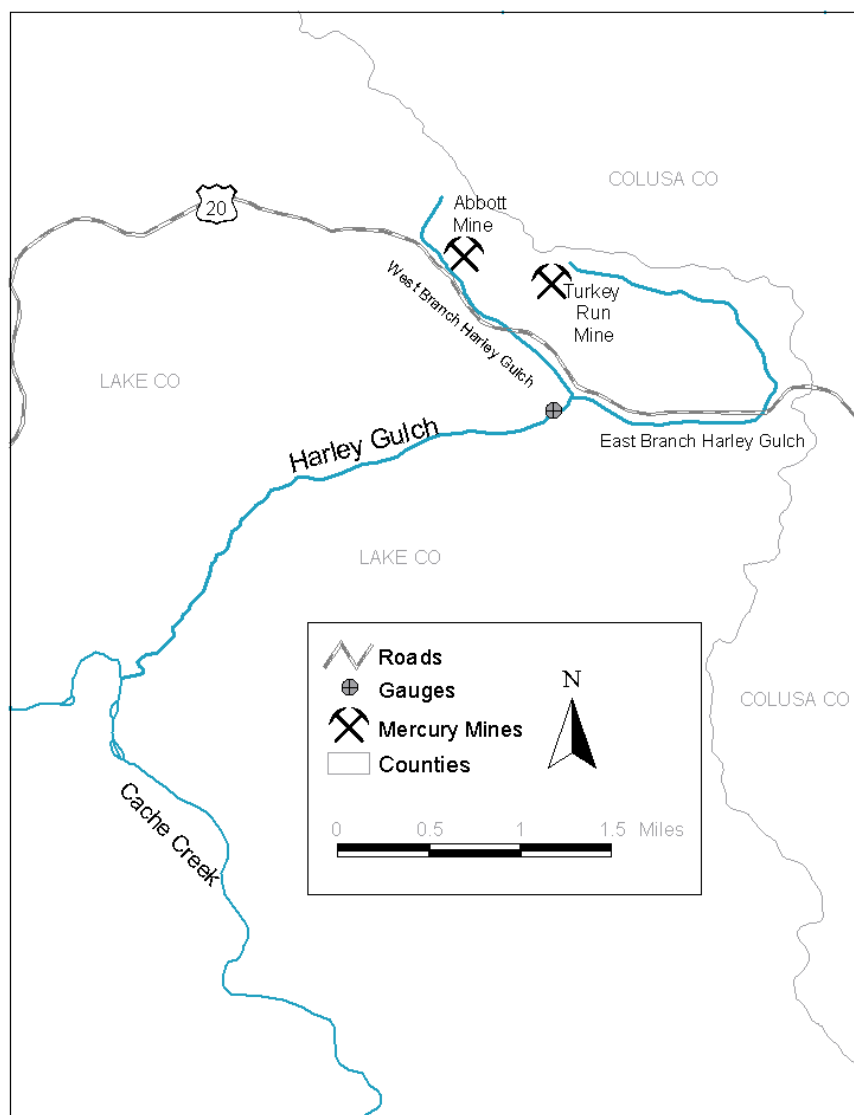 COLUSA CO
Abbott
Mine
20
West Branch Harley Gulch
Turkey
Run
Mine
LAKE CO
Harley Gulch
East Branch Harley Gulch
LAKE CO
Roads
Gauges
Mercury Mines
Counties
N
0 0.5 1 1.5 Miles
COLUSA CO
Cache Creek